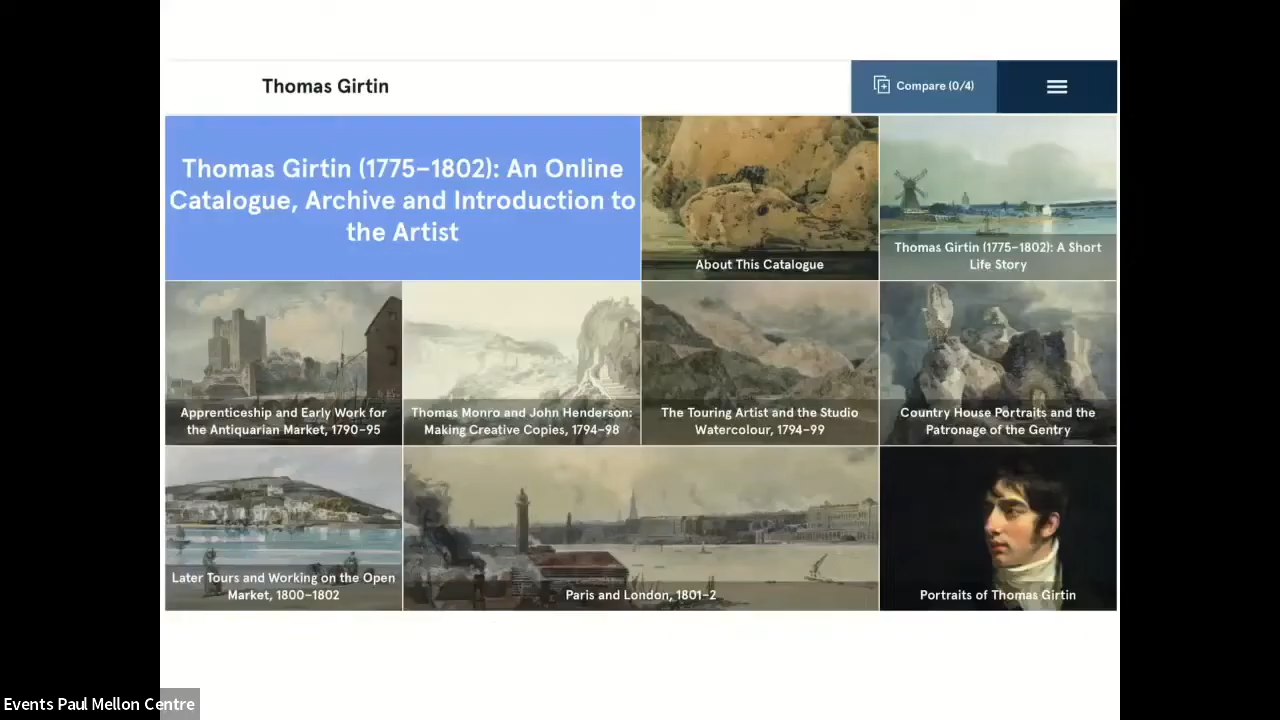 Thomas Girtin
Compare (0/4)
Thomas Girtin (1775–1802): An Online
Catalogue, Archive and Introduction to
the Artist
About This Catalogue
Thomas Girtin (1775–1802): A Short
Life Story
Apprenticeship and Early Work for
the Antiquarian Market, 1790–95
Thomas Monro and John Henderson:
Making Creative Copies, 1794–98
The Touring Artist and the Studio
Watercolour, 1794–99
Country House Portraits and the
Patronage of the Gentry
Later Tours and Working on the Open
Market, 1800–1802
Paris and London, 1801–2
Portraits of Thomas Girtin
Events Paul Mellon Centre